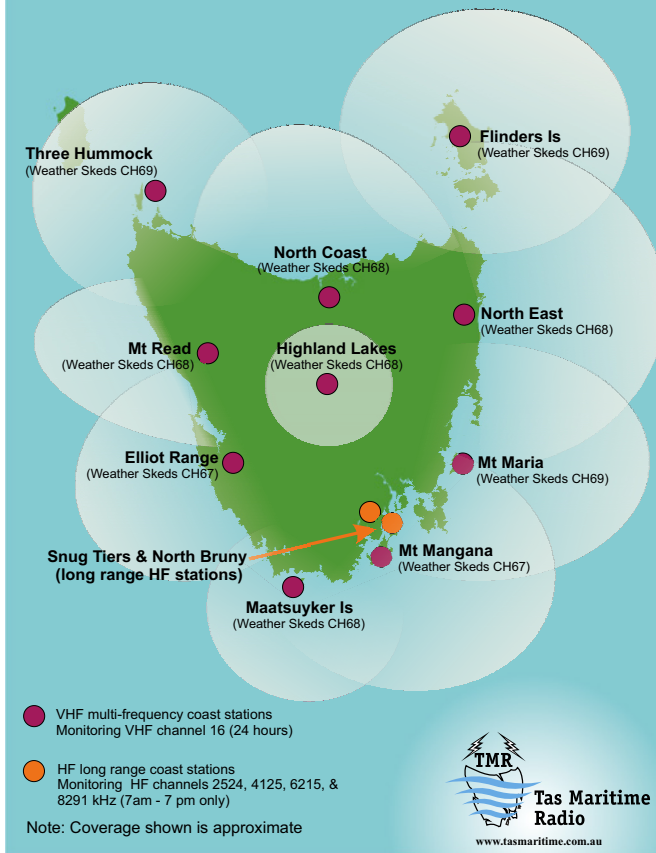 Flinders Is
(Weather Skeds CH69)
Three Hummock
(Weather Skeds CH69)
North Coast
(Weather Skeds CH68)
North East
(Weather Skeds CH68)
Mt Read
(Weather Skeds CH68)
Highland Lakes
(Weather Skeds CH68)
Elliot Range
(Weather Skeds CH67)
Mt Maria
(Weather Skeds CH69)
Snug Tiers & North Bruny
(long range HF stations)
Mt Mangana
(Weather Skeds CH67)
Maatsuyker Is
(Weather Skeds CH68)
VHF multi-frequency coast stations
Monitoring VHF channel 16 (24 hours)
HF long range coast stations
Monitoring HF channels 2524, 4125, 6215, &
8291 kHz (7am - 7 pm only)
Note: Coverage shown is approximate
TMR
Tas Maritime
Radio
www.tasmaritime.com.au